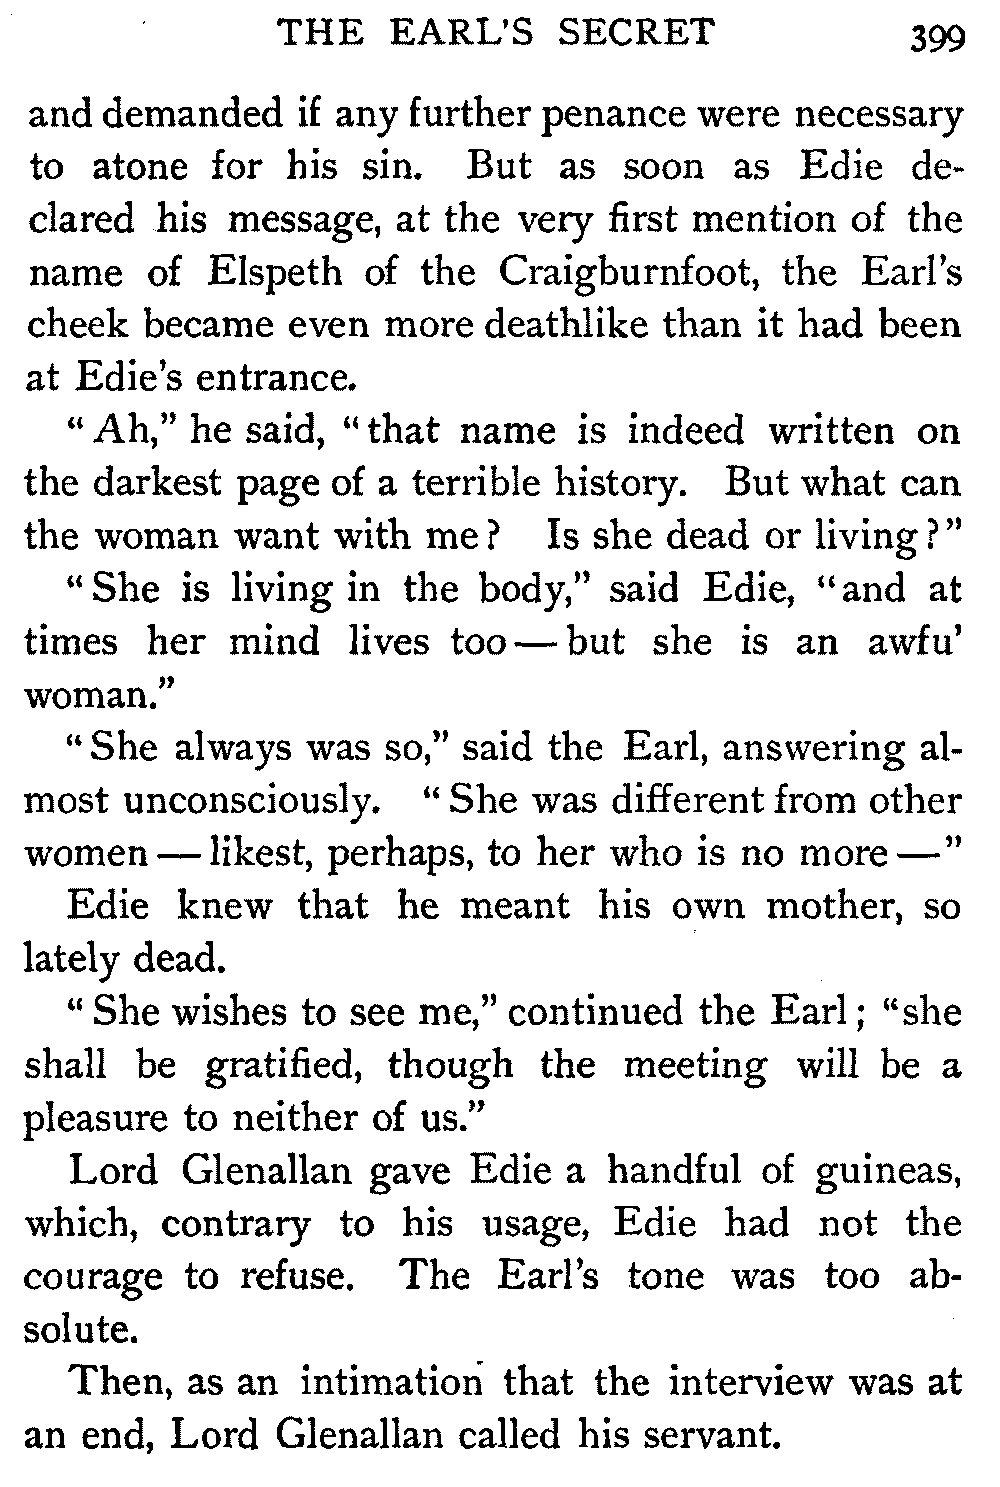 THE EARL'S SECRET 399
and demanded if any further penance were necessary
to atone for his sin. But as soon as Edie de-
clared his message, at the very first mention of the
name of Elspeth of the Craigburnfoot, the Earl's
cheek became even more deathlike than it had been
at Edie's entrance.
“Ah,” he said, “that name is indeed written on
the darkest page of a terrible history. But what can
the woman want with me? Is she dead or living?”
“She is living in the body,” said Edie, “and at
times her mind lives too—but she is an awfu'
woman.”
“She always was so,” said the Earl, answering al-
most unconsciously. “She was different from other
women—likest, perhaps, to her who is no more—”
Edie knew that he meant his own mother, so
lately dead.
“She wishes to see me,” continued the Earl; “she
shall be gratified, though the meeting will be a
pleasure to neither of us.”
Lord Glenallan gave Edie a handful of guineas,
which, contrary to his usage, Edie had not the
courage to refuse. The Earl's tone was too ab-
solute.
Then, as an intimation that the interview was at
an end, Lord Glenallan called his servant.